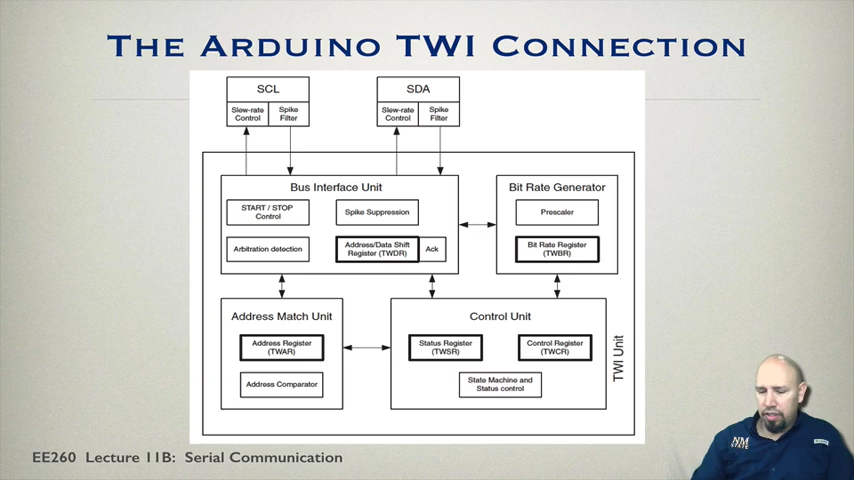 THE ARDUINO TWI CONNECTION
SCL
Slew-rate
Control
Spike
Filter
SDA
Slew-rate
Control
Spike
Filter
Bus Interface Unit
START / STOP
Control
Spike Suppression
Arbitration detection
Address/Data Shift
Register (TWDR)
Ack
Bit Rate Generator
Prescaler
Bit Rate Register
(TWBR)
Address Match Unit
Address Register
(TWAR)
Address Comparator
Control Unit
Status Register
(TWSR)
Control Register
(TWCR)
State Machine and
Status control
TWI Unit
EE260 Lecture 11B: Serial Communication
NM
STATE